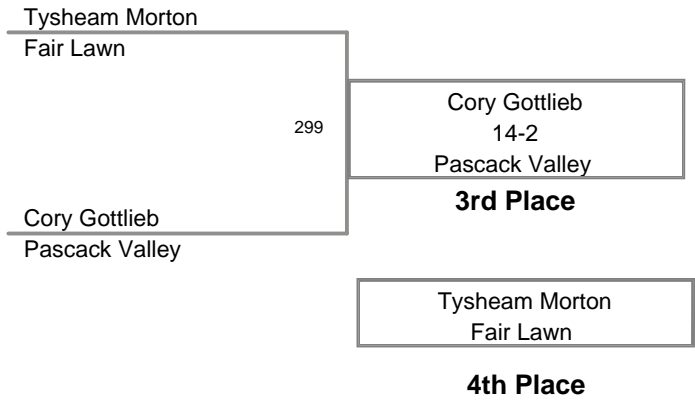 Tysheam Morton
Fair Lawn
Cory Gottlieb
299
14-2
Pascack Valley
3rd Place
Cory Gottlieb
Pascack Valley
Tysheam Morton
Fair Lawn
4th Place